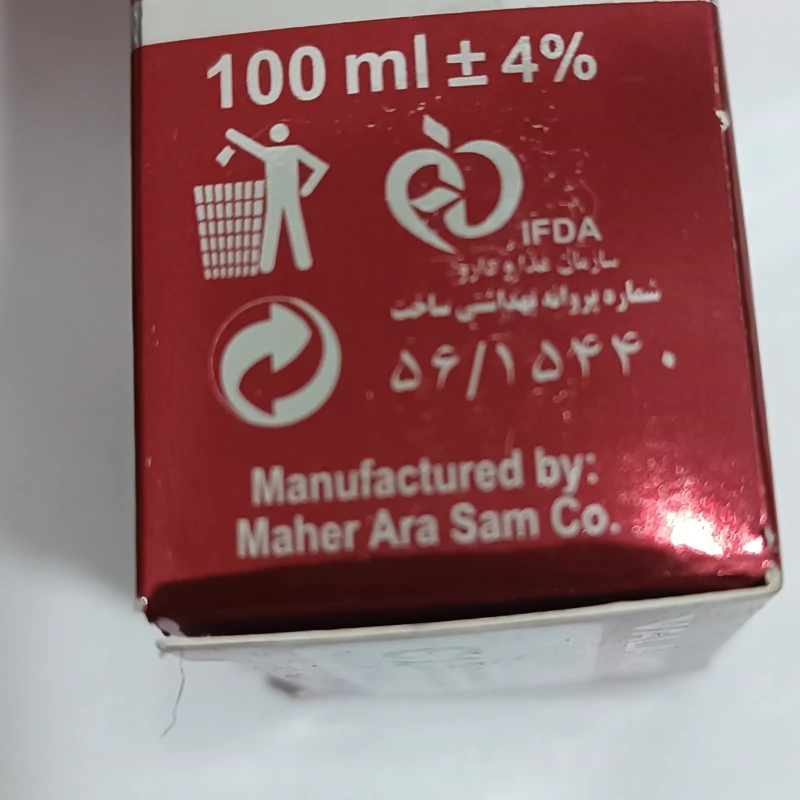 100 ml ± 4%
IFDA
سازمان غذا و دارو
شماره پروانه بهداشتی ساخت
۵۶/۱۵۴۴۰
Manufactured by:
Maher Ara Sam Co.